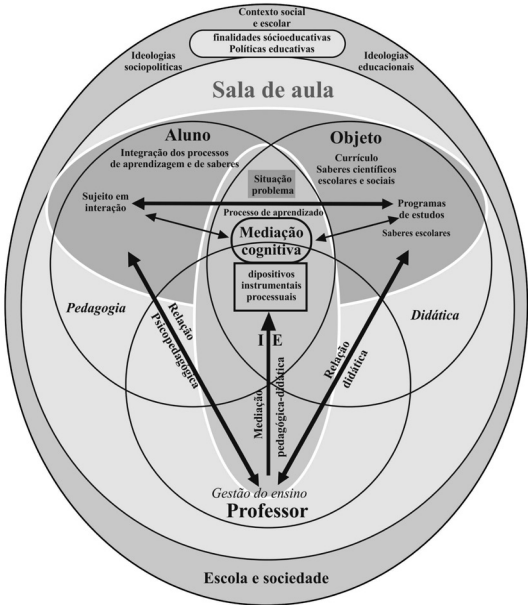 Contexto social
e escolar
finalidades sócioeducativas
Políticas educativas
Ideologias
sociopolíticas
Ideologias
educacionais
Sala de aula
Aluno
Integração dos processos
de aprendizagem e de saberes
Objeto
Currículo
Saberes científicos
escolares e sociais
Situação
problema
Sujeito em
interação
Programas
de estudos
Saberes escolares
Processo de aprendizado
Mediação
cognitiva
dipositivos
instrumentais
processuais
Pedagogia
Didática
Relação
Psicopedagógica
I E
Relação
didática
Mediação
pedagógica-didática
Gestão do ensino
Professor
Escola e sociedade